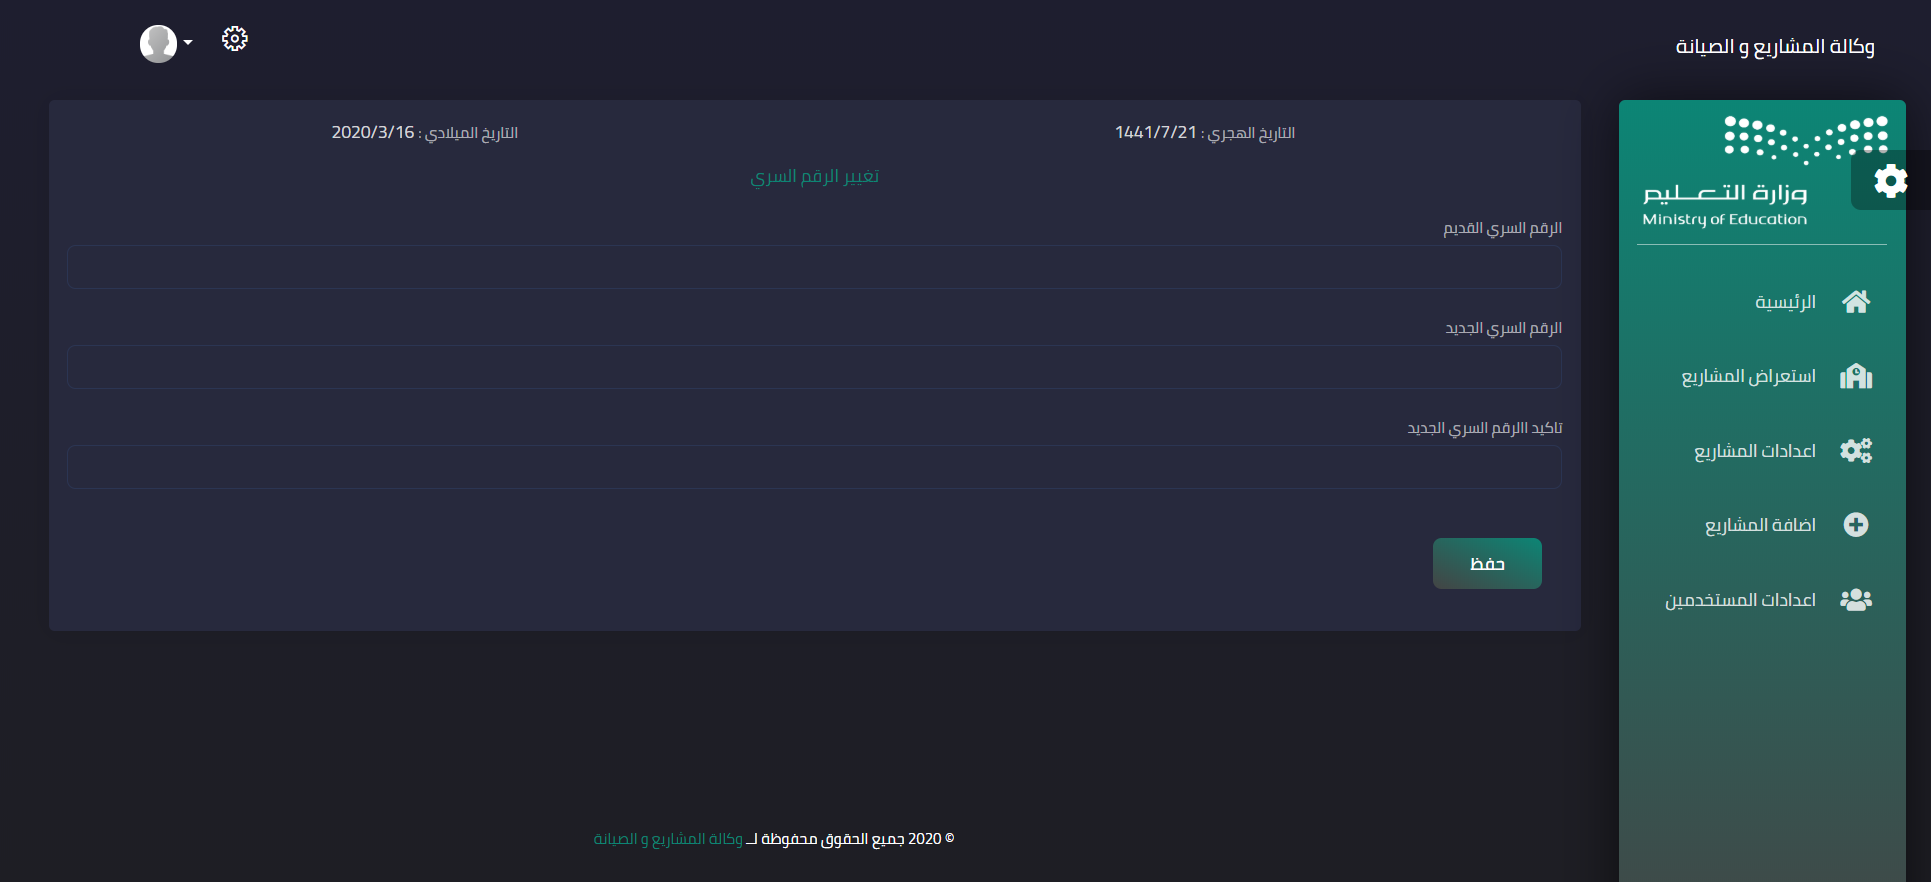 وكالة المشاريع و الصيانة
وزارة التعليم
Ministry of Education
الرئيسية
استعراض المشاريع
اعدادات المشاريع
اضافة المشاريع
اعدادات المستخدمين
التاريخ الهجري : 1441/7/21
التاريخ الميلادي : 2020/3/16
تغيير الرقم السري
الرقم السري القديم
الرقم السري الجديد
تاكيد االرقم السري الجديد
حفظ
© 2020 جميع الحقوق محفوظة لــ وكالة المشاريع و الصيانة